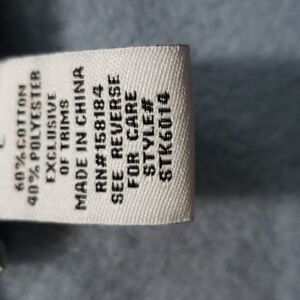 60% COTTON
40% POLYESTER
EXCLUSIVE
OF TRIMS
MADE IN CHINA
RN#158184
SEE REVERSE
FOR CARE
STYLE#
STK6014